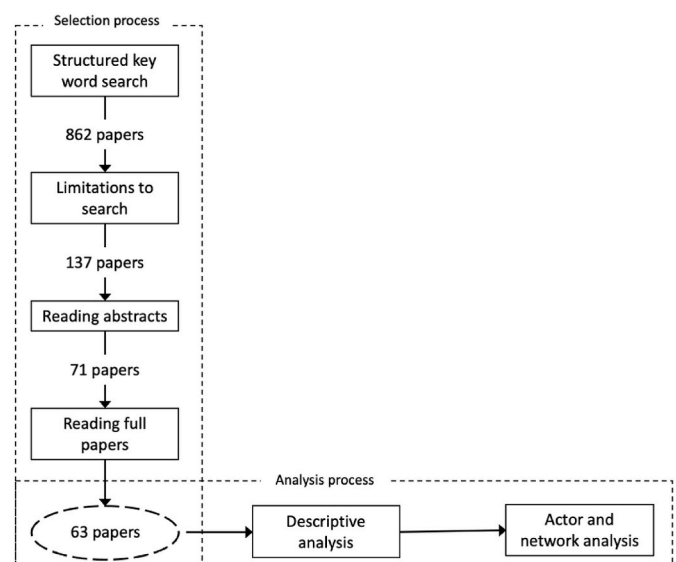 Selection process
Structured key
word search
862 papers
Limitations to
search
137 papers
Reading abstracts
71 papers
Reading full
papers
Analysis process
63 papers
Descriptive
analysis
Actor and
network analysis